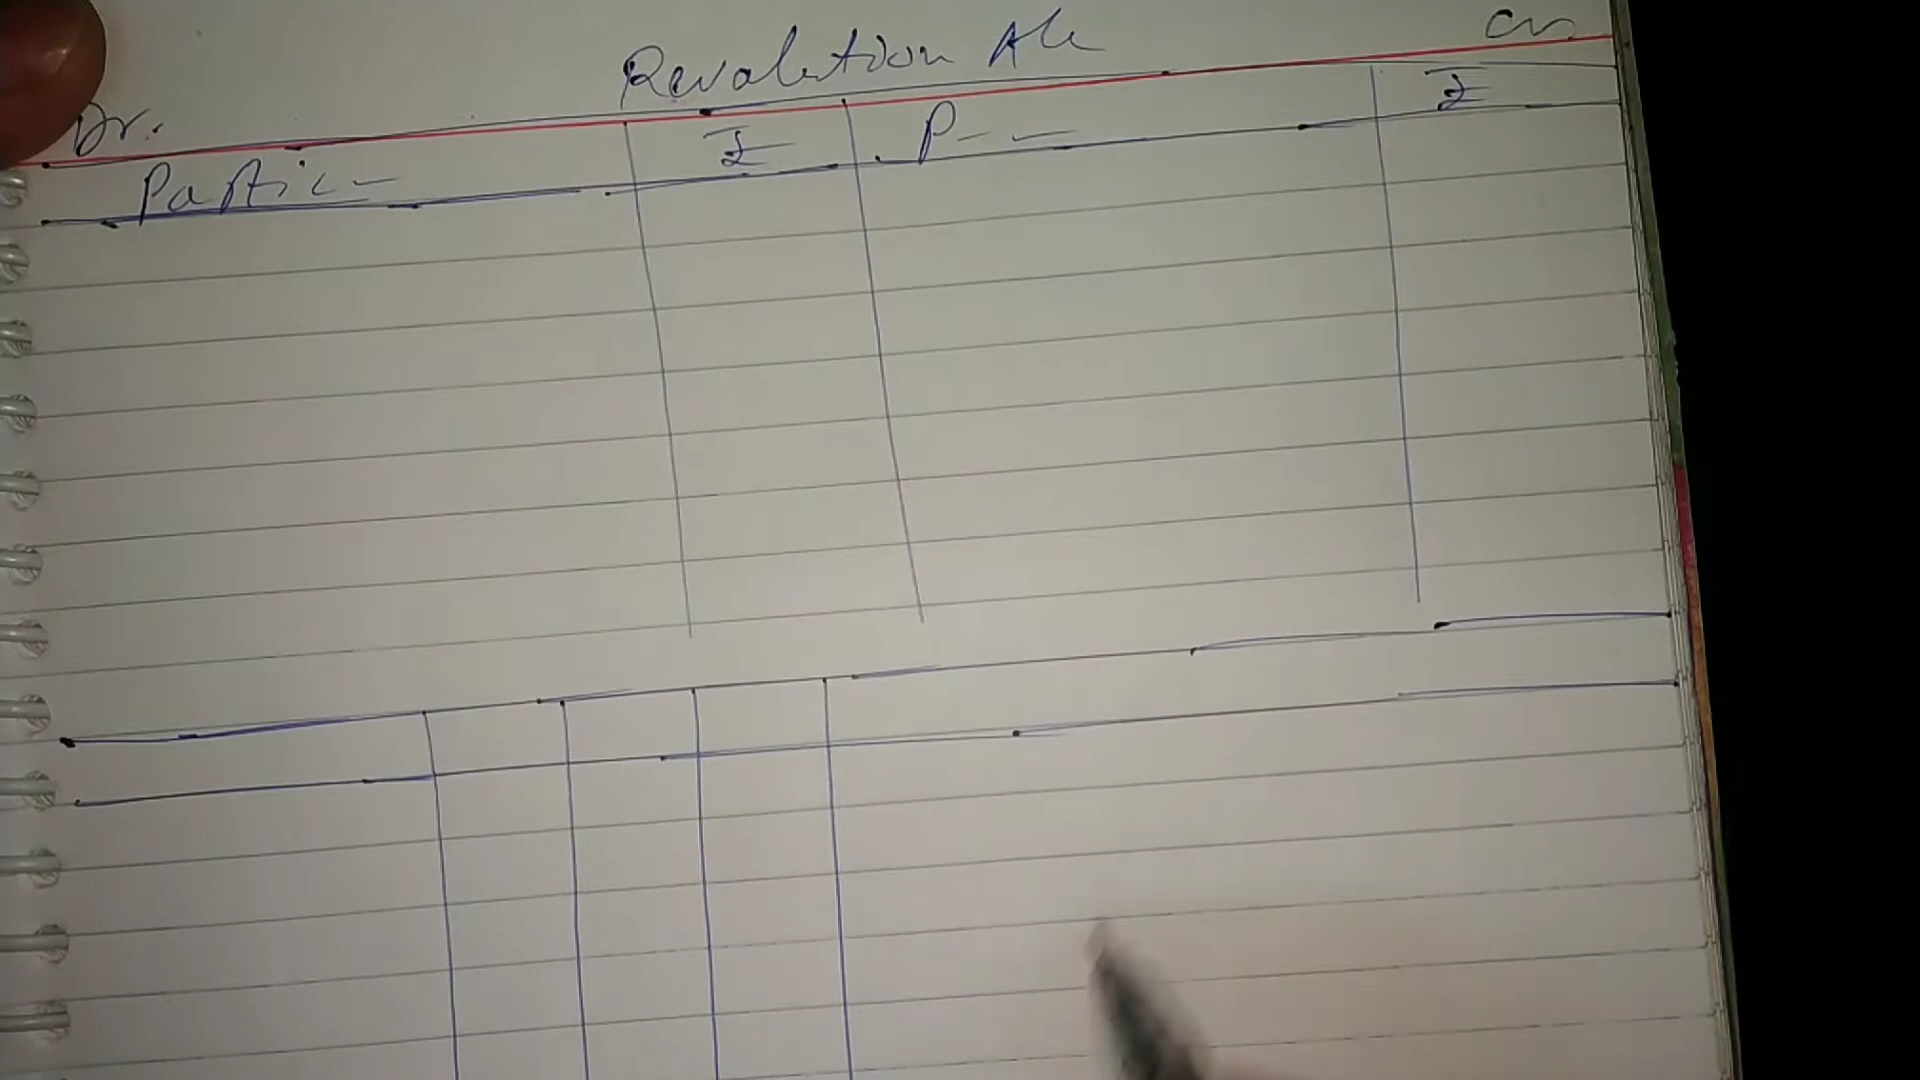 Revaluation A/c
Dr. Cr.
Partic- ₹ P-- ₹